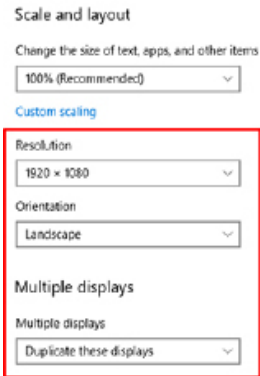 Scale and layout
Change the size of text, apps, and other items
100% (Recommended)
Custom scaling
Resolution
1920 × 1080
Orientation
Landscape
Multiple displays
Multiple displays
Duplicate these displays